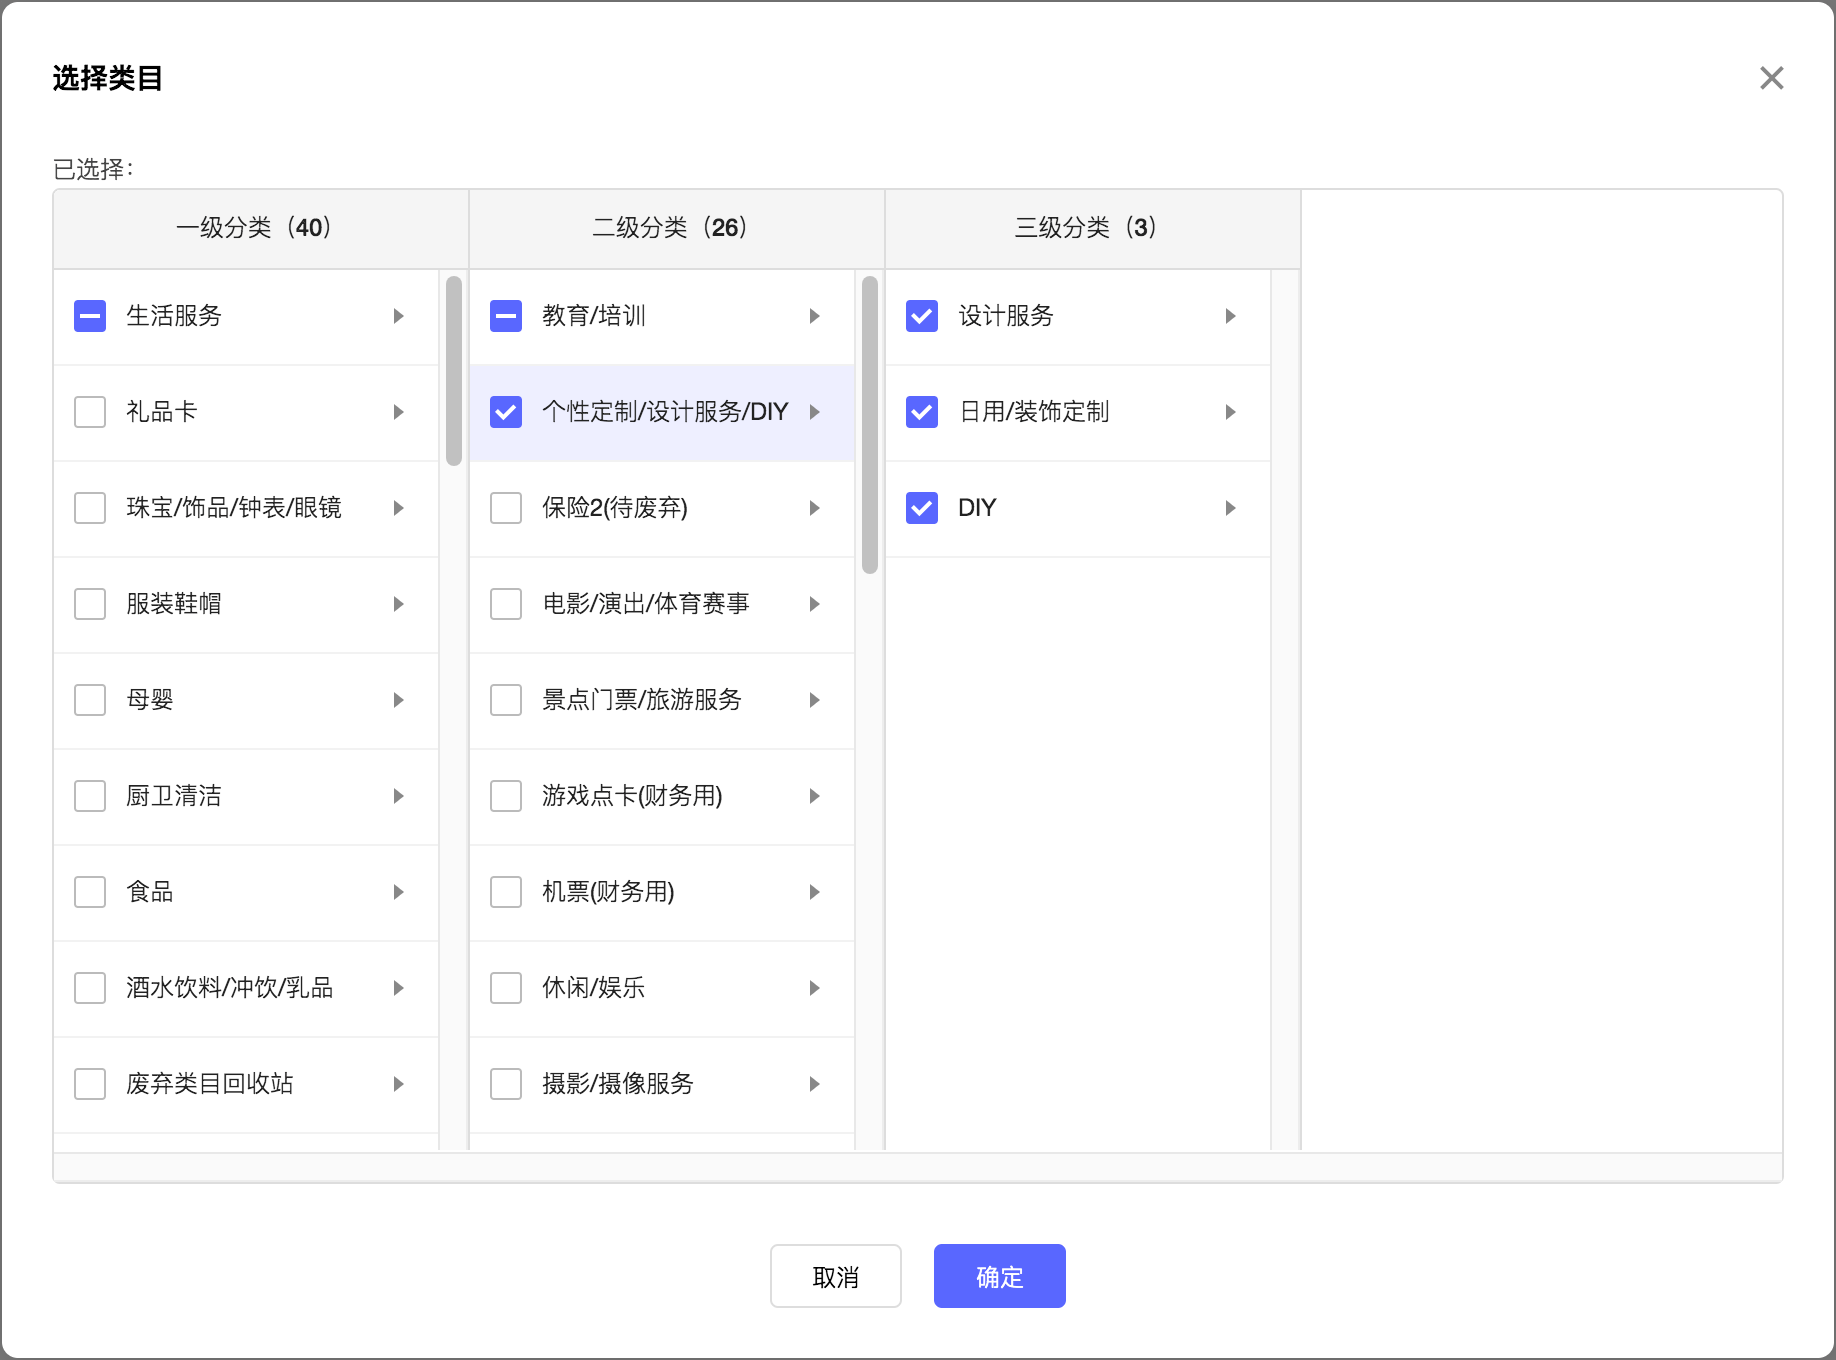 选择类目
已选择：
一级分类（40）
二级分类（26）
三级分类（3）
生活服务
礼品卡
珠宝/饰品/钟表/眼镜
服装鞋帽
母婴
厨卫清洁
食品
酒水饮料/冲饮/乳品
废弃类目回收站
教育/培训
个性定制/设计服务/DIY
保险2(待废弃)
电影/演出/体育赛事
景点门票/旅游服务
游戏点卡(财务用)
机票(财务用)
休闲/娱乐
摄影/摄像服务
设计服务
日用/装饰定制
DIY
取消
确定